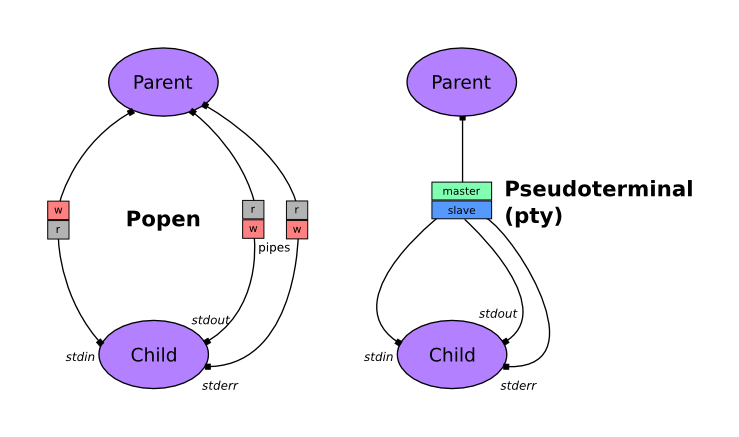 Parent
w
r
Popen
r
w
r
w
pipes
stdout
stdin
Child
stderr
Parent
master
slave
Pseudoterminal
(pty)
stdout
stdin
Child
stderr